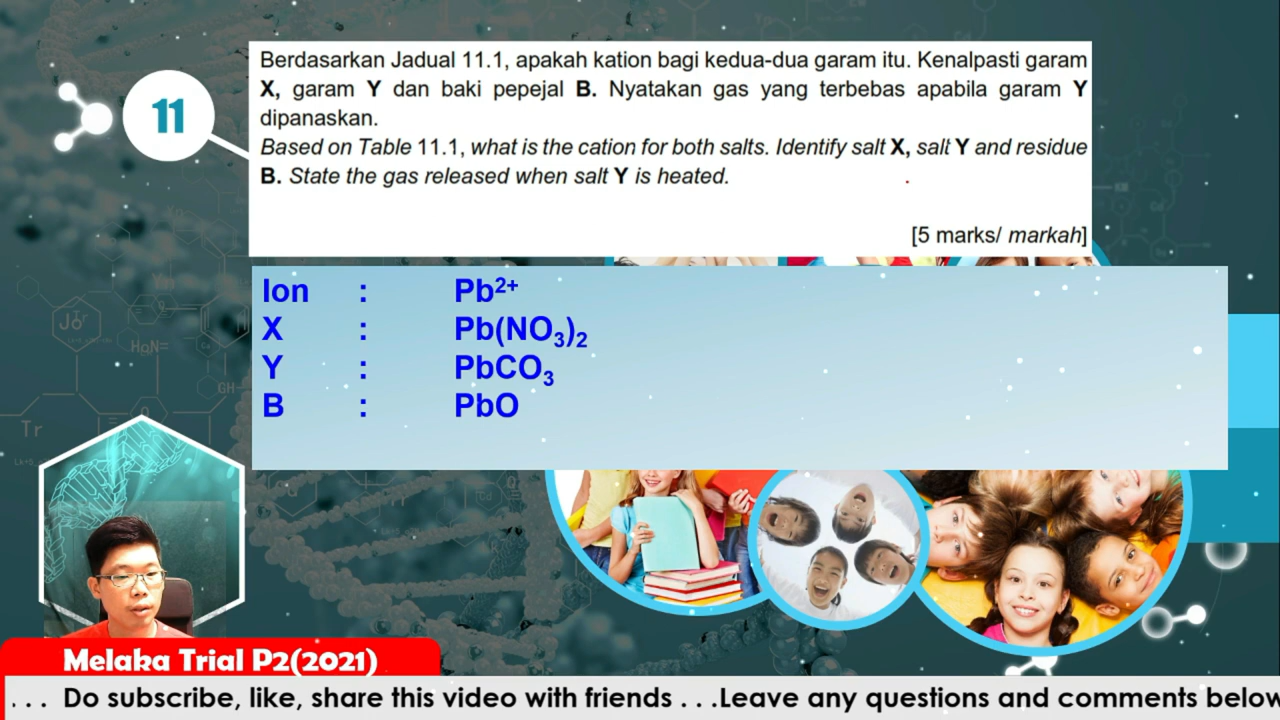 11
Berdasarkan Jadual 11.1, apakah kation bagi kedua-dua garam itu. Kenalpasti garam
X, garam Y dan baki pepejal B. Nyatakan gas yang terbebas apabila garam Y
dipanaskan.
Based on Table 11.1, what is the cation for both salts. Identify salt X, salt Y and residue
B. State the gas released when salt Y is heated.
[5 marks/ markah]
Ion : Pb²⁺
X : Pb(NO₃)₂
Y : PbCO₃
B : PbO
Melaka Trial P2(2021)
. . . Do subscribe, like, share this video with friends . . .Leave any questions and comments below